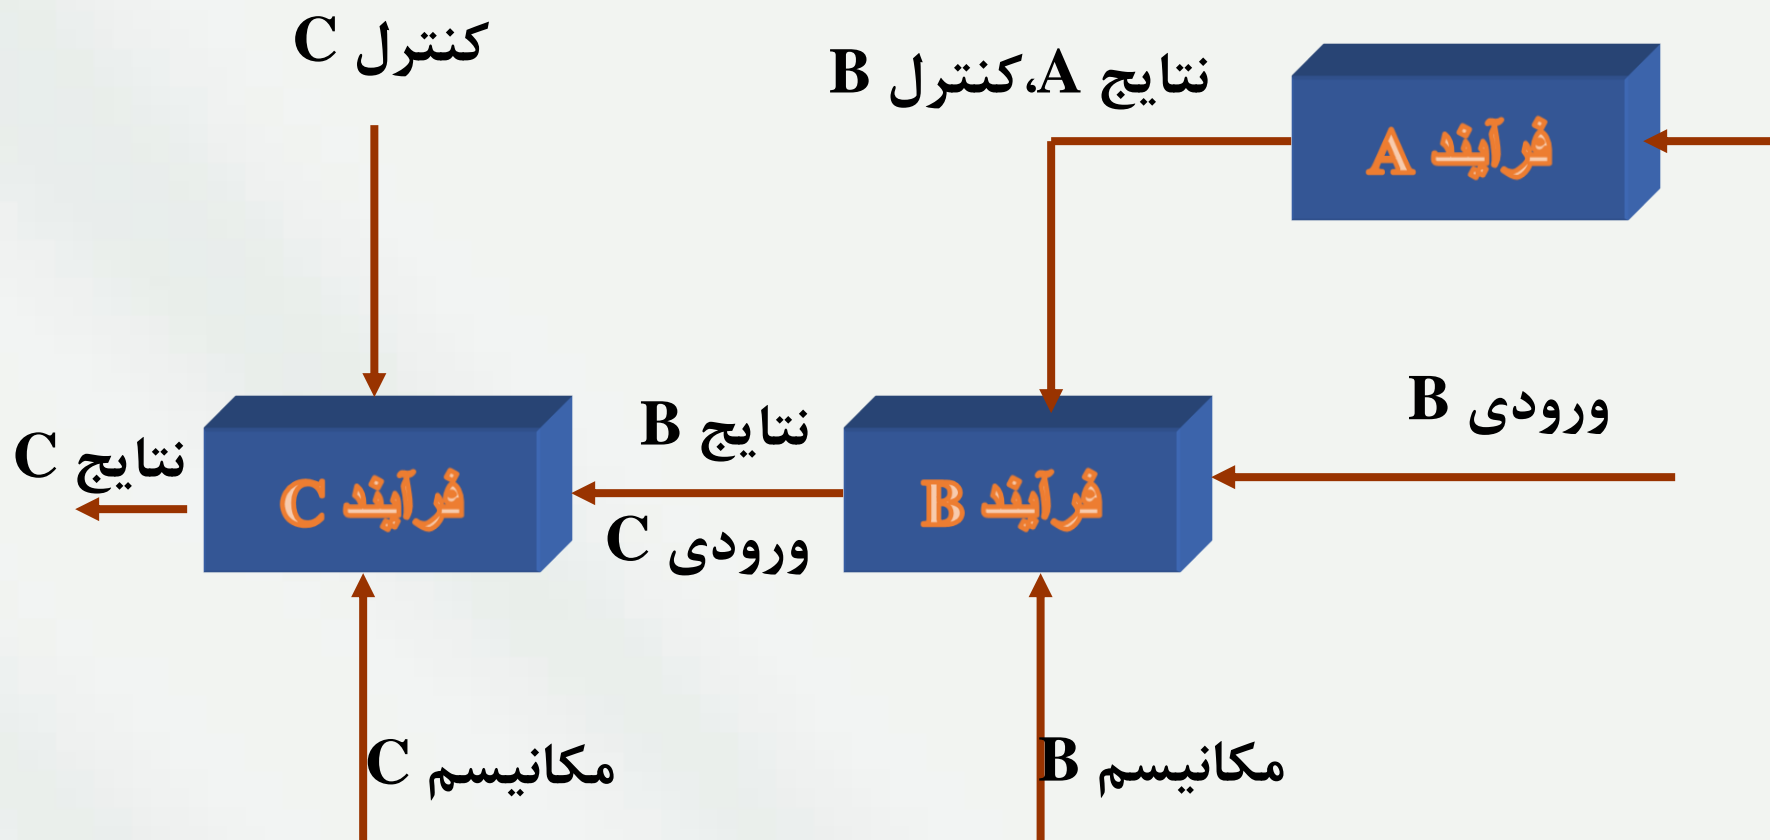 کنترل C
نتایج A،کنترل B
فرآیند A
ورودی B
نتایج B
نتایج C
فرآیند B
فرآیند C
ورودی C
مکانیسم B
مکانیسم C